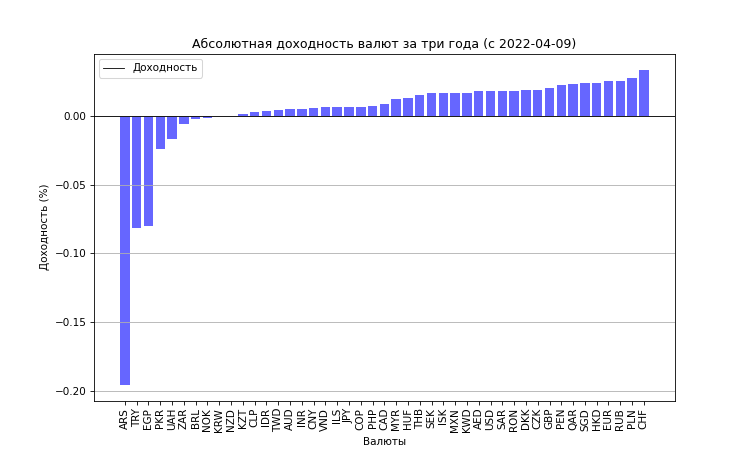 Абсолютная доходность валют за три года (с 2022-04-09)
Доходность
0.00
−0.05
−0.10
−0.15
−0.20
Доходность (%)
ARS TRY EGP PKR UAH ZAR BRL NOK KRW NZD KZT CLP IDR TWD AUD INR CNY VND ILS JPY COP PHP CAD MYR HUF THB SEK ISK MXN KWD AED USD SAR RON DKK CZK GBP PEN QAR SGD HKD EUR RUB PLN CHF
Валюты